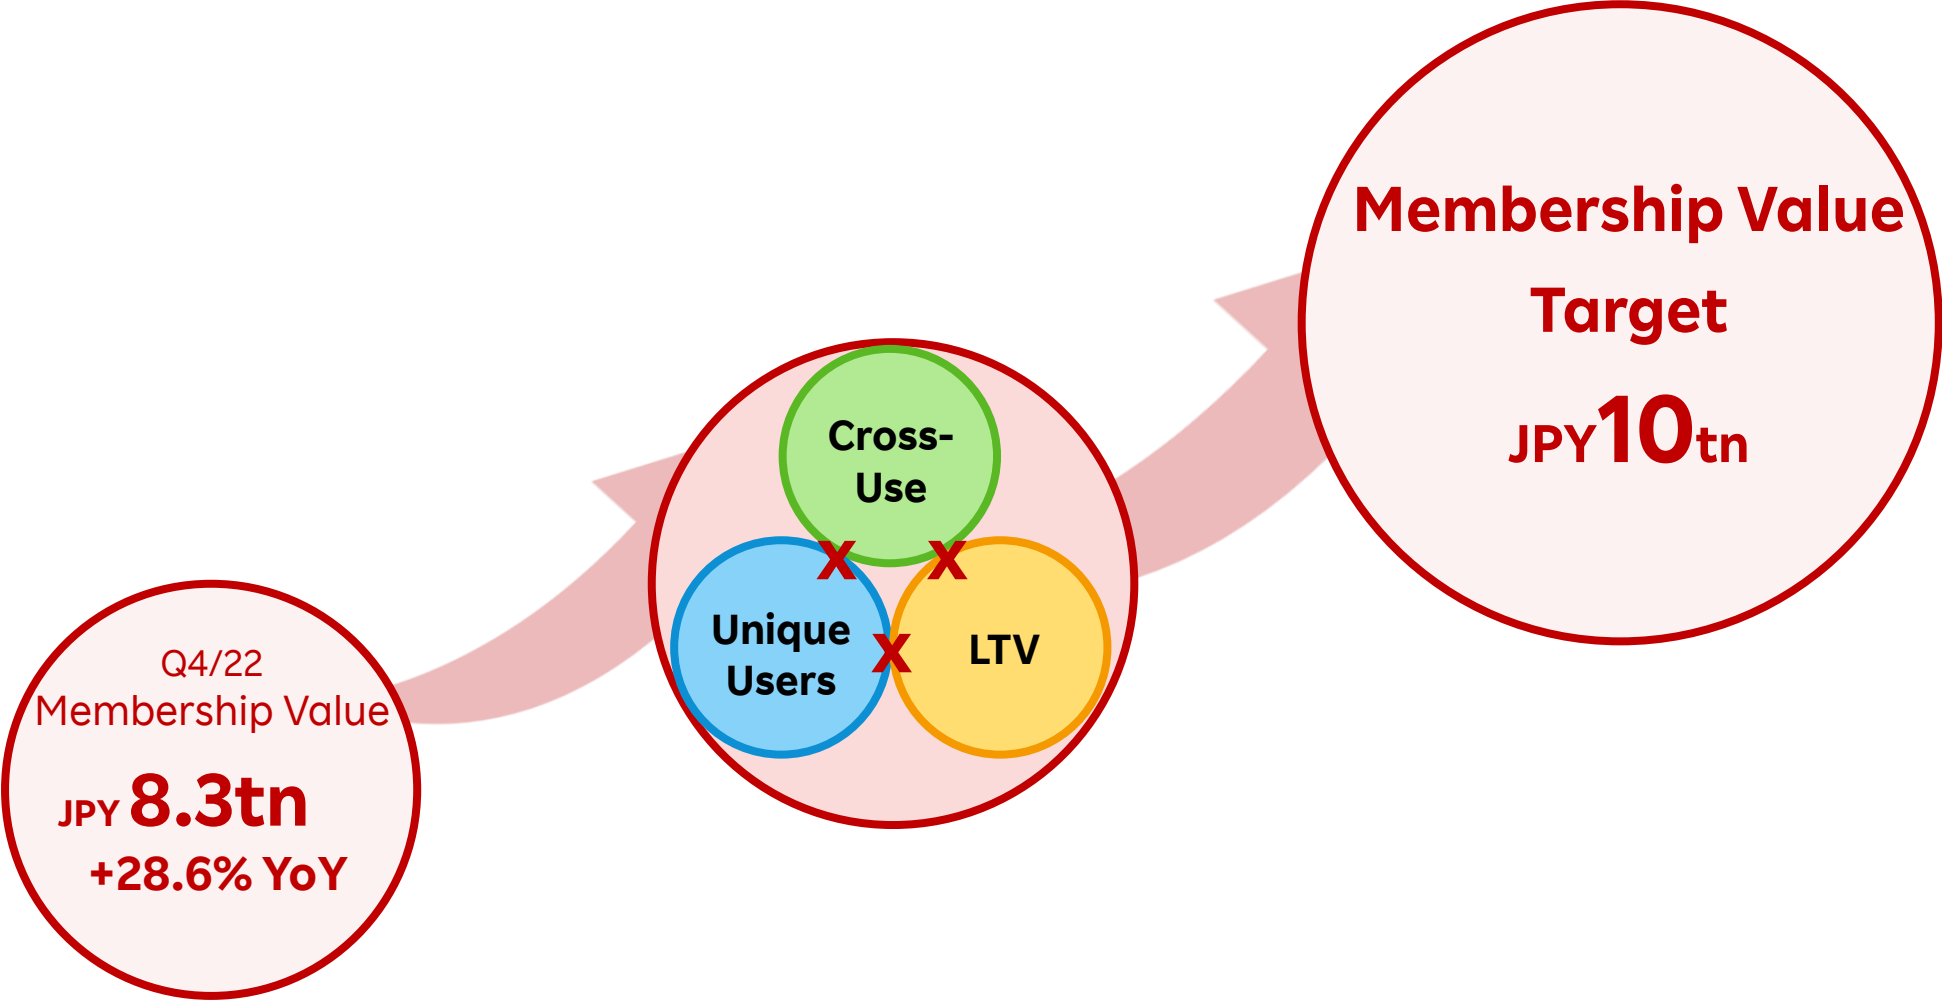 Q4/22
Membership Value
JPY 8.3tn
+28.6% YoY
Cross-
Use
X
X
Unique
Users
X
LTV
Membership Value
Target
JPY10tn